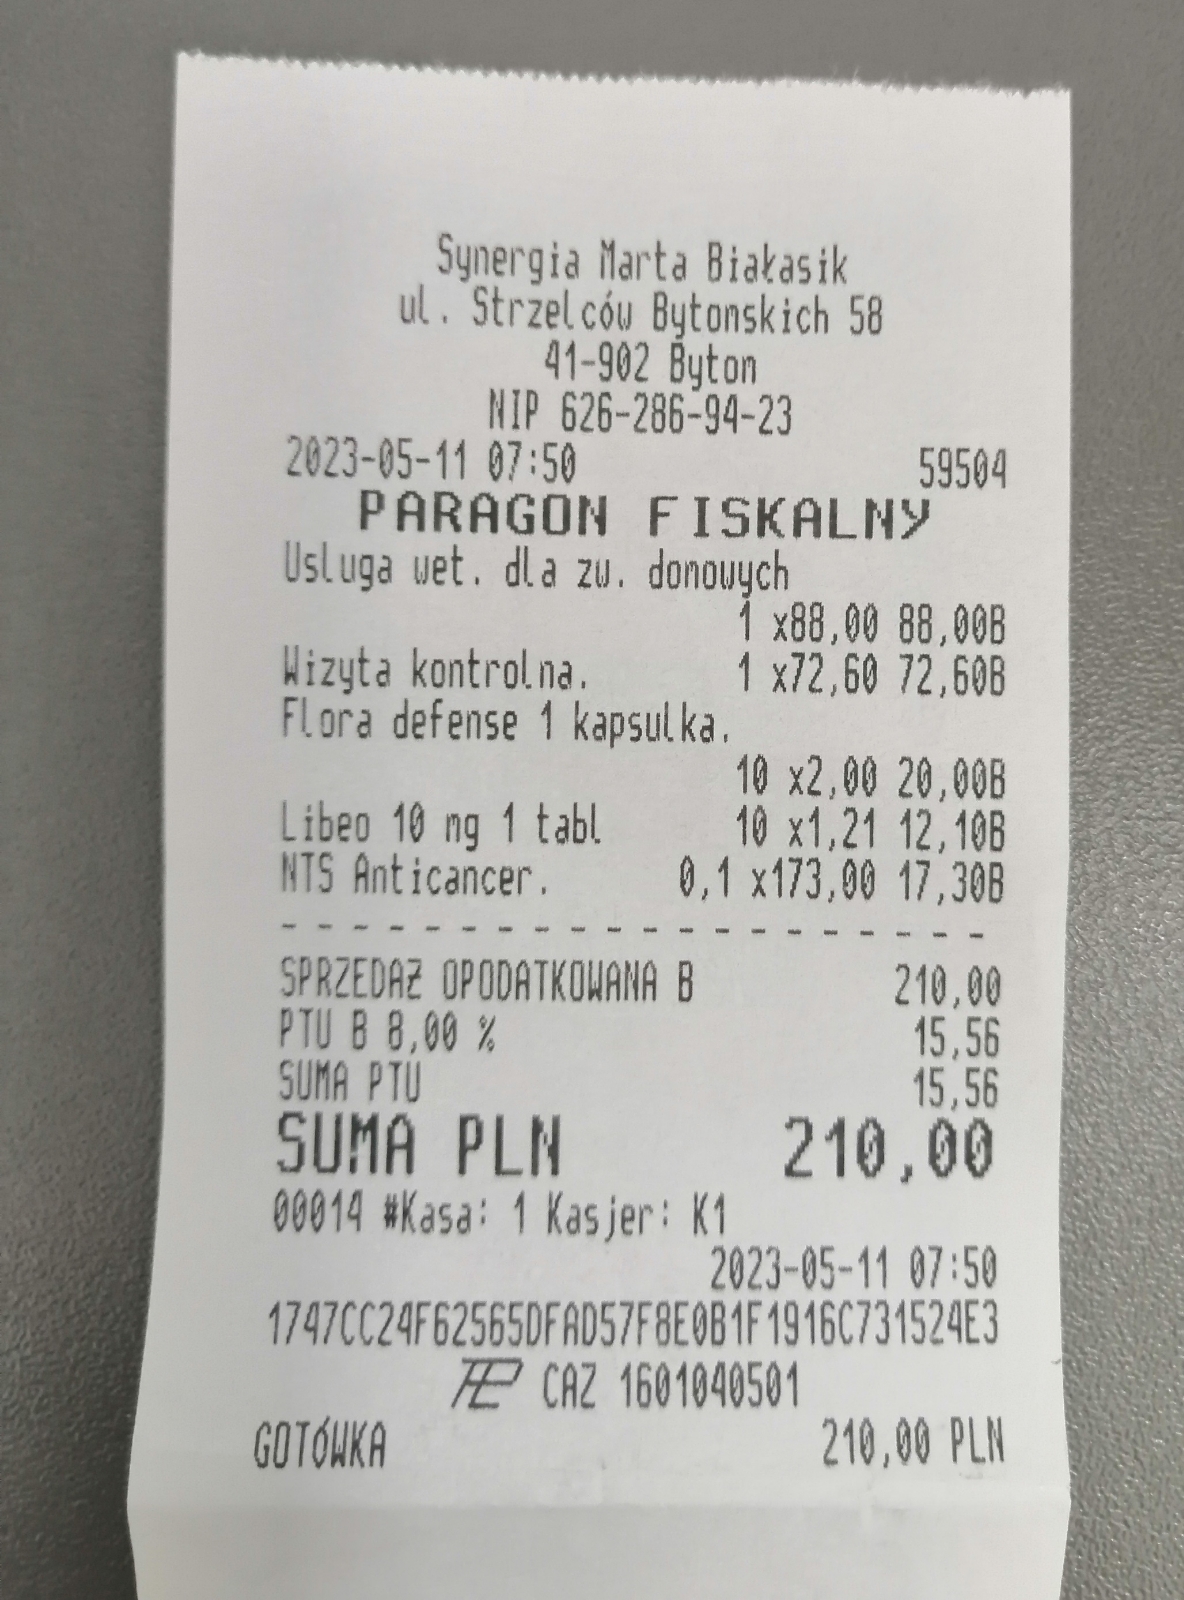 Synergia Marta Białasik
ul. Strzelców Bytomskich 58
41-902 Bytom
NIP 626-286-94-23
2023-05-11 07:50 59504
PARAGON FISKALNY
Usluga wet. dla zw. domowych
1 x88,00 88,00B
Wizyta kontrolna. 1 x72,60 72,60B
Flora defense 1 kapsulka.
10 x2,00 20,00B
Libeo 10 mg 1 tabl 10 x1,21 12,10B
NTS Anticancer. 0,1 x173,00 17,30B
- - - - - - - - - - - - - - - - - - - -
SPRZEDAŻ OPODATKOWANA B 210,00
PTU B 8,00 % 15,56
SUMA PTU 15,56
SUMA PLN 210,00
00014 #Kasa: 1 Kasjer: K1
2023-05-11 07:50
1747CC24F62565DFAD57F8E0B1F1916C731524E3
PL CAZ 1601040501
GOTÓWKA 210,00 PLN